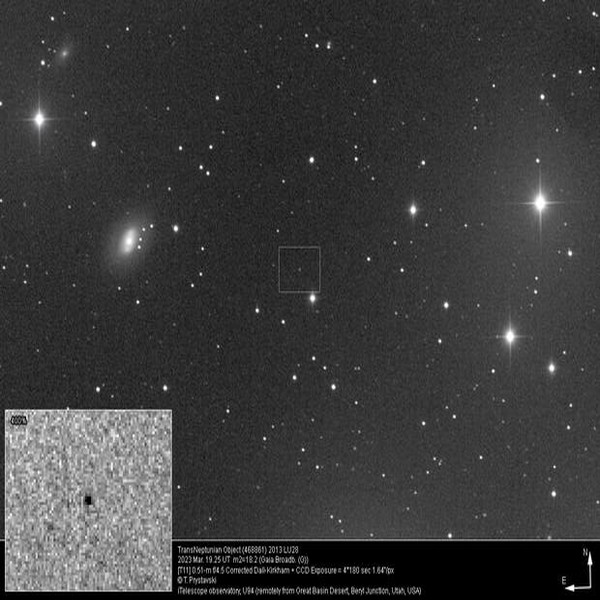 400%
TransNeptunian Object (468861) 2013 LU28
2023 Mar. 19.25 UT m2=18.2 (Gaia Broadb. (G))
[T11] 0.51-m f/4.5 Corrected Dall-Kirkham + CCD Exposure = 4*180 sec 1.64"/px
© T. Prystavski
iTelescope observatory, U94 (remotely from Great Basin Desert, Beryl Junction, Utah, USA)
N
E